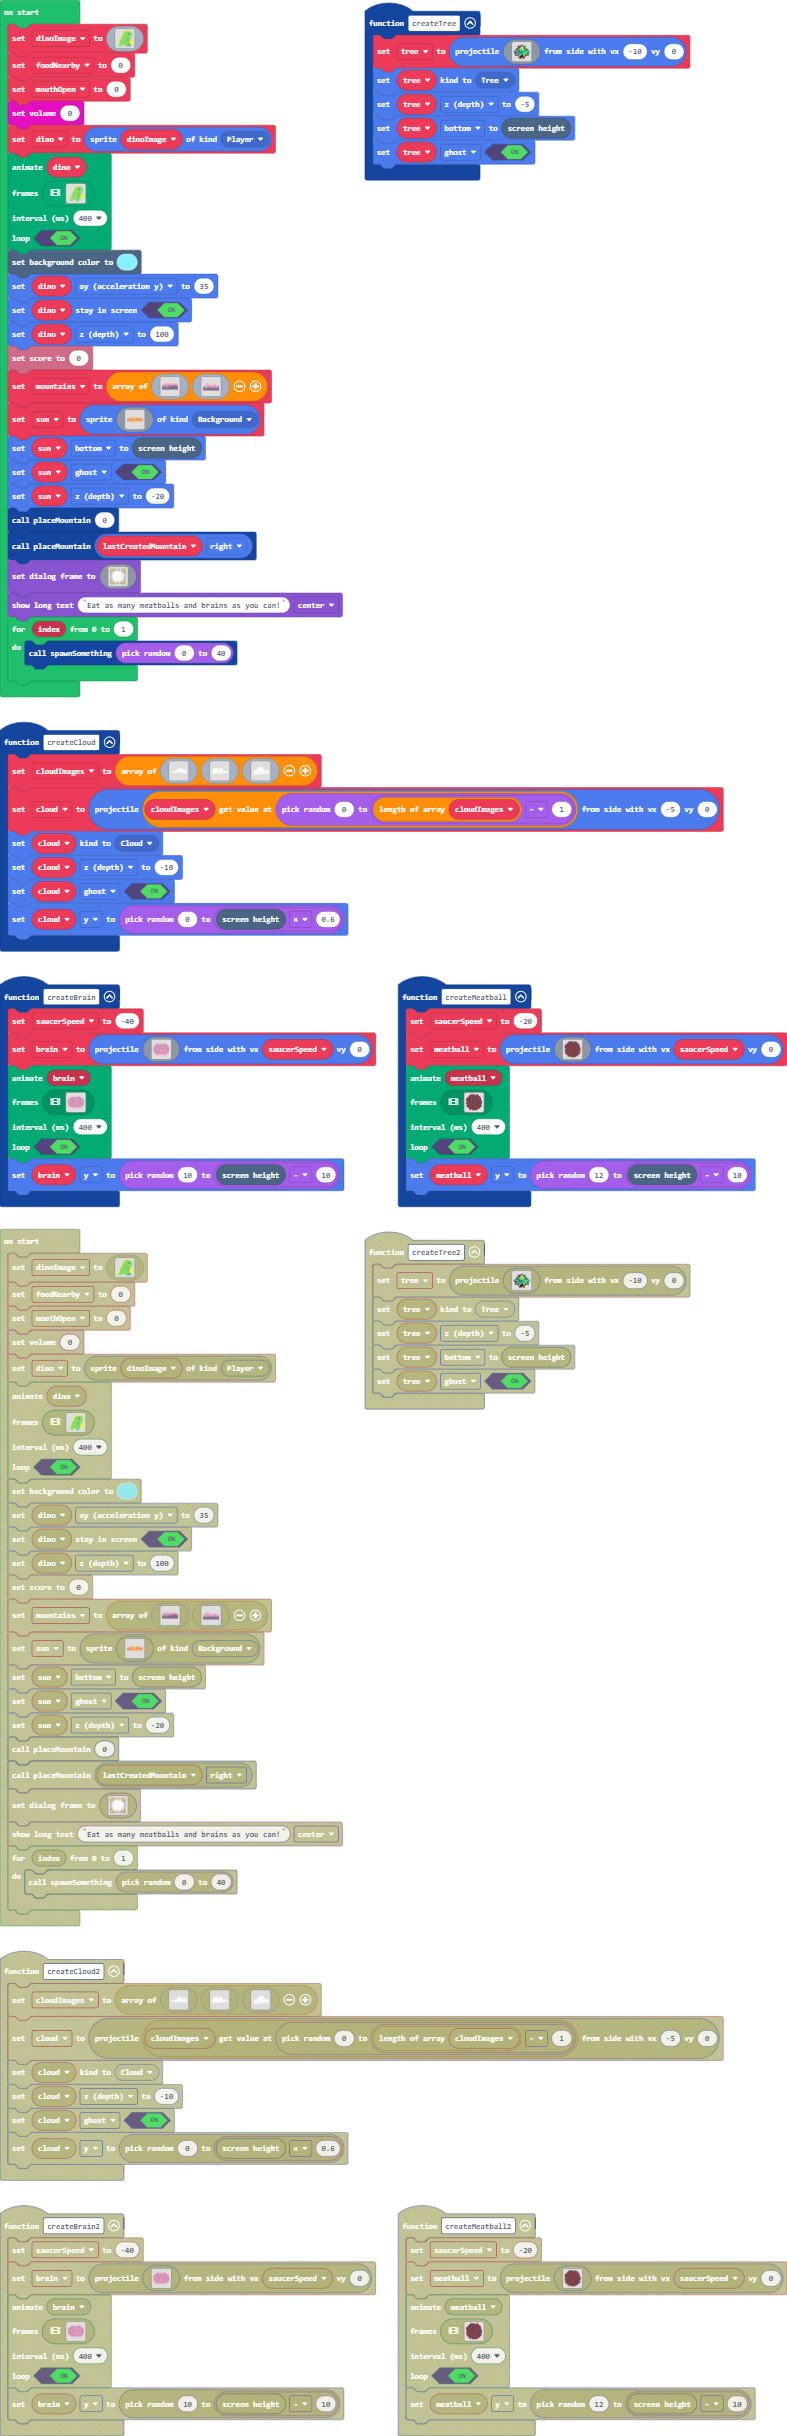 on start
set dinoImage to
set foodNearby to 0
set mouthOpen to 0
set volume 0
set dino to sprite dinoImage of kind Player
animate dino
frames
interval (ms) 400
loop ON
set background color to
set dino ay (acceleration y) to 35
set dino stay in screen ON
set dino z (depth) to 100
set score to 0
set mountains to array of
set sun to sprite of kind Background
set sun bottom to screen height
set sun ghost ON
set sun z (depth) to -20
call placeMountain 0
call placeMountain lastCreatedMountain right
set dialog frame to
show long text "Eat as many meatballs and brains as you can!" center
for index from 0 to 1
do call spawnSomething pick random 0 to 40
function createTree
set tree to projectile from side with vx -10 vy 0
set tree kind to Tree
set tree z (depth) to -5
set tree bottom to screen height
set tree ghost ON
function createCloud
set cloudImages to array of
set cloud to projectile cloudImages get value at pick random 0 to length of array cloudImages - 1 from side with vx -5 vy 0
set cloud kind to Cloud
set cloud z (depth) to -10
set cloud ghost ON
set cloud y to pick random 0 to screen height × 0.6
function createBrain
set saucerSpeed to -40
set brain to projectile from side with vx saucerSpeed vy 0
animate brain
frames
interval (ms) 400
loop ON
set brain y to pick random 10 to screen height - 10
function createMeatball
set saucerSpeed to -20
set meatball to projectile from side with vx saucerSpeed vy 0
animate meatball
frames
interval (ms) 400
loop ON
set meatball y to pick random 12 to screen height - 10
on start
set dinoImage to
set foodNearby to 0
set mouthOpen to 0
set volume 0
set dino to sprite dinoImage of kind Player
animate dino
frames
interval (ms) 400
loop ON
set background color to
set dino ay (acceleration y) to 35
set dino stay in screen ON
set dino z (depth) to 100
set score to 0
set mountains to array of
set sun to sprite of kind Background
set sun bottom to screen height
set sun ghost ON
set sun z (depth) to -20
call placeMountain 0
call placeMountain lastCreatedMountain right
set dialog frame to
show long text "Eat as many meatballs and brains as you can!" center
for index from 0 to 1
do call spawnSomething pick random 0 to 40
function createTree2
set tree to projectile from side with vx -10 vy 0
set tree kind to Tree
set tree z (depth) to -5
set tree bottom to screen height
set tree ghost ON
function createCloud2
set cloudImages to array of
set cloud to projectile cloudImages get value at pick random 0 to length of array cloudImages - 1 from side with vx -5 vy 0
set cloud kind to Cloud
set cloud z (depth) to -10
set cloud ghost ON
set cloud y to pick random 0 to screen height × 0.6
function createBrain2
set saucerSpeed to -40
set brain to projectile from side with vx saucerSpeed vy 0
animate brain
frames
interval (ms) 400
loop ON
set brain y to pick random 10 to screen height - 10
function createMeatball2
set saucerSpeed to -20
set meatball to projectile from side with vx saucerSpeed vy 0
animate meatball
frames
interval (ms) 400
loop ON
set meatball y to pick random 12 to screen height - 10